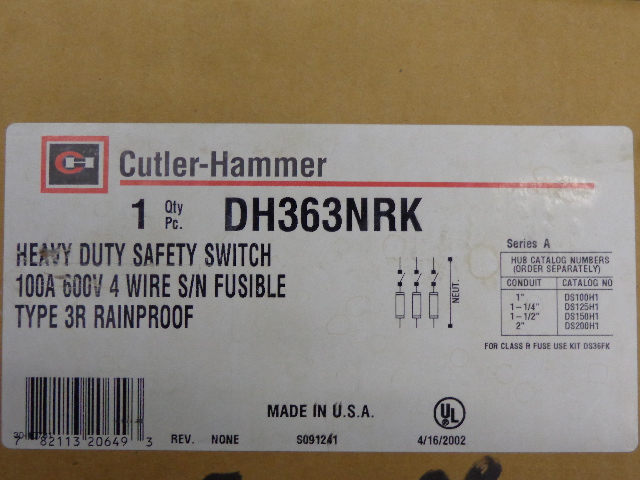 CH
Cutler-Hammer
1 Qty Pc. DH363NRK
HEAVY DUTY SAFETY SWITCH
100A 600V 4 WIRE S/N FUSIBLE
TYPE 3R RAINPROOF
NEUT.
Series A
HUB CATALOG NUMBERS
(ORDER SEPARATELY)
CONDUIT CATALOG NO
1" DS100H1
1-1/4" DS125H1
1-1/2" DS150H1
2" DS200H1
FOR CLASS R FUSE USE KIT DS36FK
MADE IN U.S.A.
UL
7 82113 20649 3
REV. NONE S091241 4/16/2002